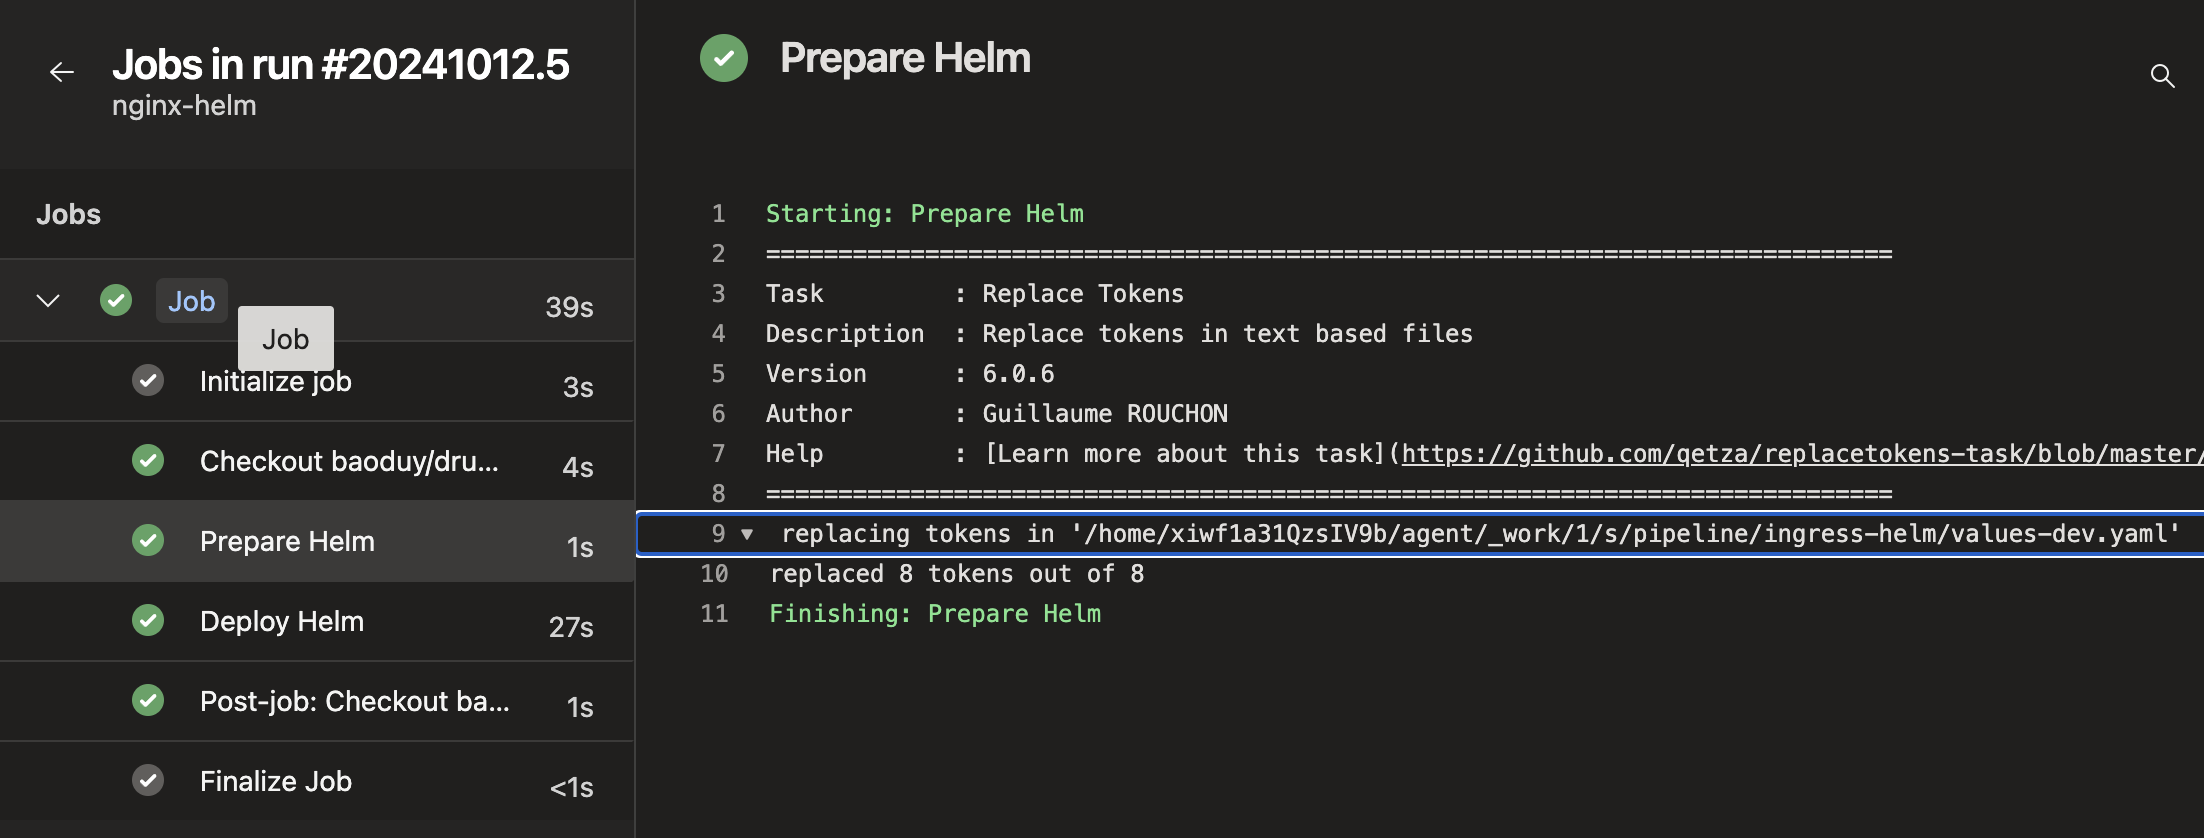 Jobs in run #20241012.5
nginx-helm
Jobs
Job
39s
Job
Initialize job
3s
Checkout baoduy/dru...
4s
Prepare Helm
1s
Deploy Helm
27s
Post-job: Checkout ba...
1s
Finalize Job
<1s
Prepare Helm
1 Starting: Prepare Helm
2 ==============================================================================
3 Task : Replace Tokens
4 Description : Replace tokens in text based files
5 Version : 6.0.6
6 Author : Guillaume ROUCHON
7 Help : [Learn more about this task](https://github.com/qetza/replacetokens-task/blob/master/
8 ==============================================================================
9 replacing tokens in '/home/xiwf1a31QzsIV9b/agent/_work/1/s/pipeline/ingress-helm/values-dev.yaml'
10 replaced 8 tokens out of 8
11 Finishing: Prepare Helm